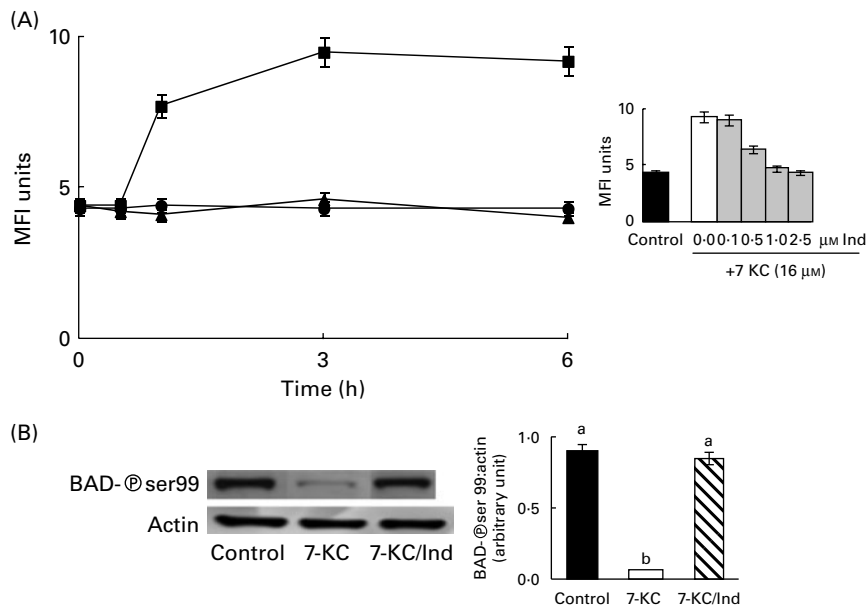 (A)
10
5
0
MFI units
0
3
6
Time (h)
10
5
0
MFI units
Control
0·0 0·1 0·5 1·0 2·5 μM Ind
+7 KC (16 μM)
(B)
BAD-Ⓟser99
Actin
Control 7-KC 7-KC/Ind
BAD-Ⓟser 99:actin
(arbitrary unit)
1·0
0·5
0·0
a
b
a
Control 7-KC 7-KC/Ind